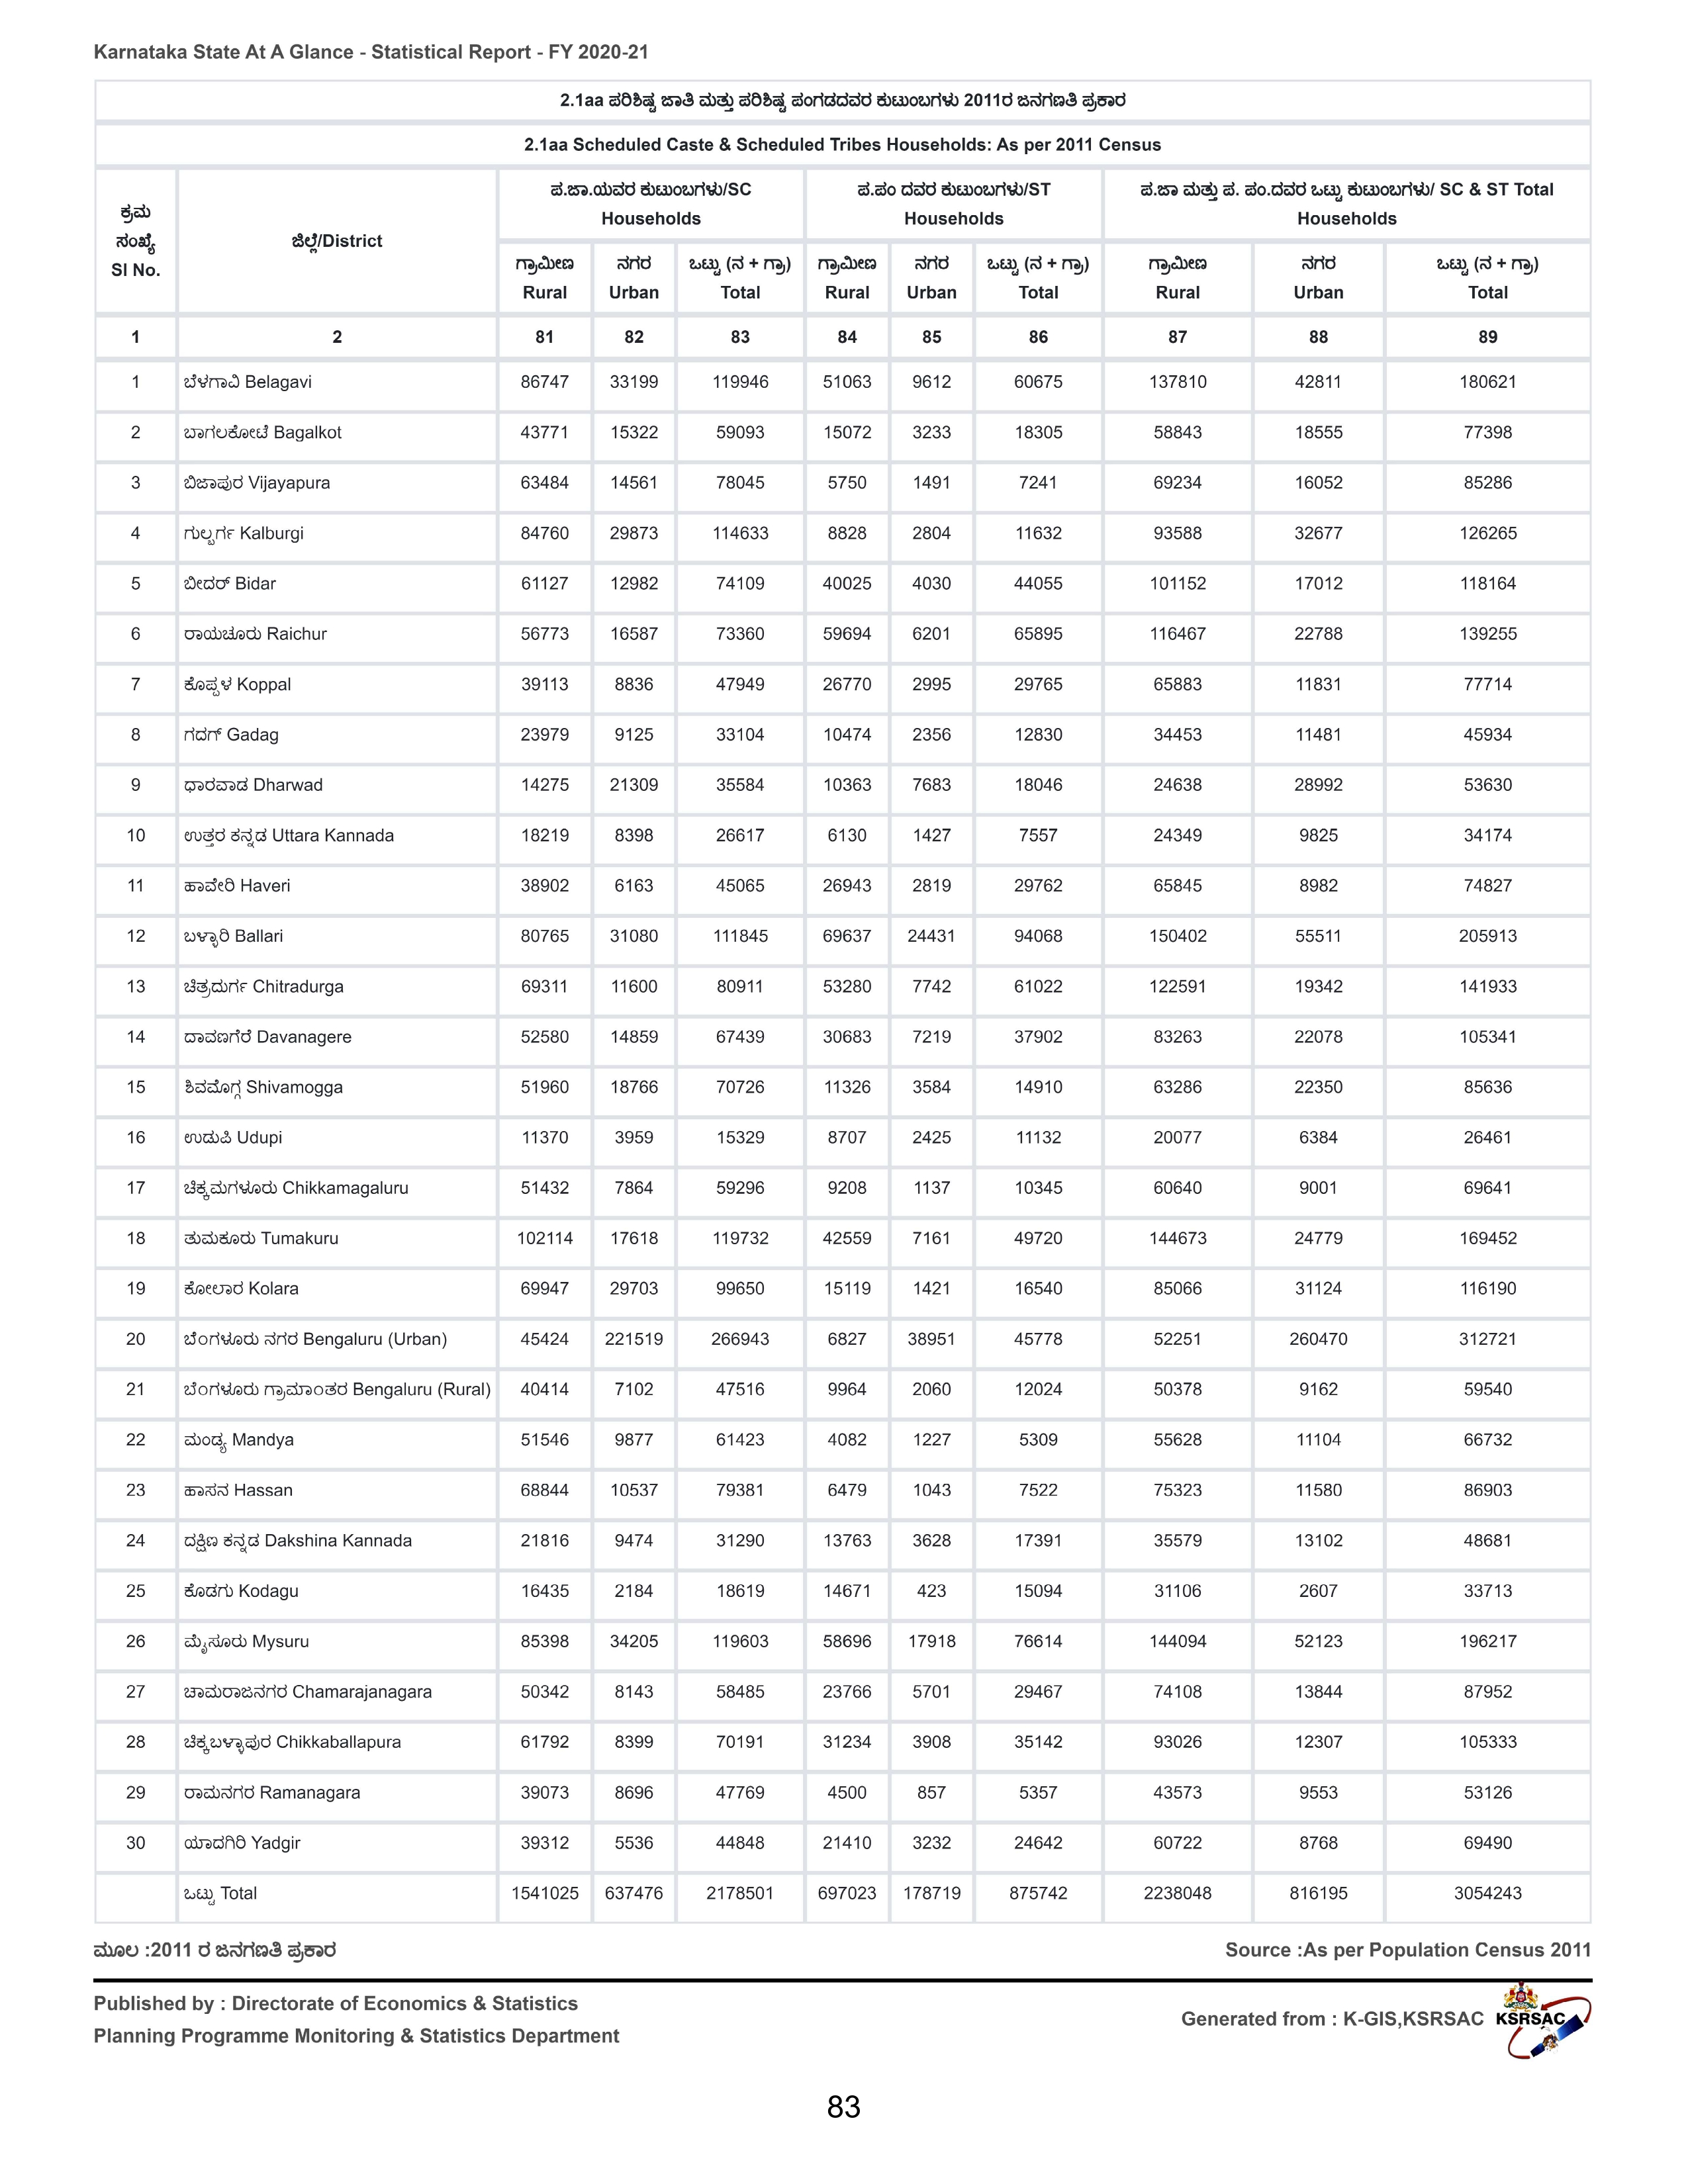 Karnataka State At A Glance - Statistical Report - FY 2020-21
2.1aa ಪರಿಶಿಷ್ಟ ಜಾತಿ ಮತ್ತು ಪರಿಶಿಷ್ಟ ಪಂಗಡದವರ ಕುಟುಂಬಗಳು 2011ರ ಜನಗಣತಿ ಪ್ರಕಾರ
2.1aa Scheduled Caste & Scheduled Tribes Households: As per 2011 Census
ಕ್ರಮ ಸಂಖ್ಯೆ Sl No. ಜಿಲ್ಲೆ/District ಪ.ಜಾ.ಯವರ ಕುಟುಂಬಗಳು/SC Households ಪ.ಪಂ ದವರ ಕುಟುಂಬಗಳು/ST Households ಪ.ಜಾ ಮತ್ತು ಪ. ಪಂ.ದವರ ಒಟ್ಟು ಕುಟುಂಬಗಳು/ SC & ST Total Households
ಗ್ರಾಮೀಣ ನಗರ ಒಟ್ಟು (ನ + ಗ್ರಾ) ಗ್ರಾಮೀಣ ನಗರ ಒಟ್ಟು (ನ + ಗ್ರಾ) ಗ್ರಾಮೀಣ ನಗರ ಒಟ್ಟು (ನ + ಗ್ರಾ)
Rural Urban Total Rural Urban Total Rural Urban Total
1 2 81 82 83 84 85 86 87 88 89
1 ಬೆಳಗಾವಿ Belagavi 86747 33199 119946 51063 9612 60675 137810 42811 180621
2 ಬಾಗಲಕೋಟೆ Bagalkot 43771 15322 59093 15072 3233 18305 58843 18555 77398
3 ಬಿಜಾಪುರ Vijayapura 63484 14561 78045 5750 1491 7241 69234 16052 85286
4 ಗುಲ್ಬರ್ಗ Kalburgi 84760 29873 114633 8828 2804 11632 93588 32677 126265
5 ಬೀದರ್ Bidar 61127 12982 74109 40025 4030 44055 101152 17012 118164
6 ರಾಯಚೂರು Raichur 56773 16587 73360 59694 6201 65895 116467 22788 139255
7 ಕೊಪ್ಪಳ Koppal 39113 8836 47949 26770 2995 29765 65883 11831 77714
8 ಗದಗ್ Gadag 23979 9125 33104 10474 2356 12830 34453 11481 45934
9 ಧಾರವಾಡ Dharwad 14275 21309 35584 10363 7683 18046 24638 28992 53630
10 ಉತ್ತರ ಕನ್ನಡ Uttara Kannada 18219 8398 26617 6130 1427 7557 24349 9825 34174
11 ಹಾವೇರಿ Haveri 38902 6163 45065 26943 2819 29762 65845 8982 74827
12 ಬಳ್ಳಾರಿ Ballari 80765 31080 111845 69637 24431 94068 150402 55511 205913
13 ಚಿತ್ರದುರ್ಗ Chitradurga 69311 11600 80911 53280 7742 61022 122591 19342 141933
14 ದಾವಣಗೆರೆ Davanagere 52580 14859 67439 30683 7219 37902 83263 22078 105341
15 ಶಿವಮೊಗ್ಗ Shivamogga 51960 18766 70726 11326 3584 14910 63286 22350 85636
16 ಉಡುಪಿ Udupi 11370 3959 15329 8707 2425 11132 20077 6384 26461
17 ಚಿಕ್ಕಮಗಳೂರು Chikkamagaluru 51432 7864 59296 9208 1137 10345 60640 9001 69641
18 ತುಮಕೂರು Tumakuru 102114 17618 119732 42559 7161 49720 144673 24779 169452
19 ಕೋಲಾರ Kolara 69947 29703 99650 15119 1421 16540 85066 31124 116190
20 ಬೆಂಗಳೂರು ನಗರ Bengaluru (Urban) 45424 221519 266943 6827 38951 45778 52251 260470 312721
21 ಬೆಂಗಳೂರು ಗ್ರಾಮಾಂತರ Bengaluru (Rural) 40414 7102 47516 9964 2060 12024 50378 9162 59540
22 ಮಂಡ್ಯ Mandya 51546 9877 61423 4082 1227 5309 55628 11104 66732
23 ಹಾಸನ Hassan 68844 10537 79381 6479 1043 7522 75323 11580 86903
24 ದಕ್ಷಿಣ ಕನ್ನಡ Dakshina Kannada 21816 9474 31290 13763 3628 17391 35579 13102 48681
25 ಕೊಡಗು Kodagu 16435 2184 18619 14671 423 15094 31106 2607 33713
26 ಮೈಸೂರು Mysuru 85398 34205 119603 58696 17918 76614 144094 52123 196217
27 ಚಾಮರಾಜನಗರ Chamarajanagara 50342 8143 58485 23766 5701 29467 74108 13844 87952
28 ಚಿಕ್ಕಬಳ್ಳಾಪುರ Chikkaballapura 61792 8399 70191 31234 3908 35142 93026 12307 105333
29 ರಾಮನಗರ Ramanagara 39073 8696 47769 4500 857 5357 43573 9553 53126
30 ಯಾದಗಿರಿ Yadgir 39312 5536 44848 21410 3232 24642 60722 8768 69490
ಒಟ್ಟು Total 1541025 637476 2178501 697023 178719 875742 2238048 816195 3054243
ಮೂಲ :2011 ರ ಜನಗಣತಿ ಪ್ರಕಾರ Source :As per Population Census 2011
Published by : Directorate of Economics & Statistics
Planning Programme Monitoring & Statistics Department
Generated from : K-GIS,KSRSAC KSRSAC
83